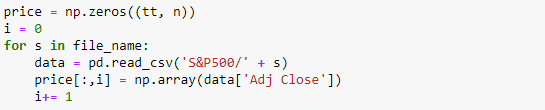 price = np.zeros((tt, n))
i = 0
for s in file_name:
    data = pd.read_csv('S&P500/' + s)
    price[:,i] = np.array(data['Adj Close'])
    i+= 1